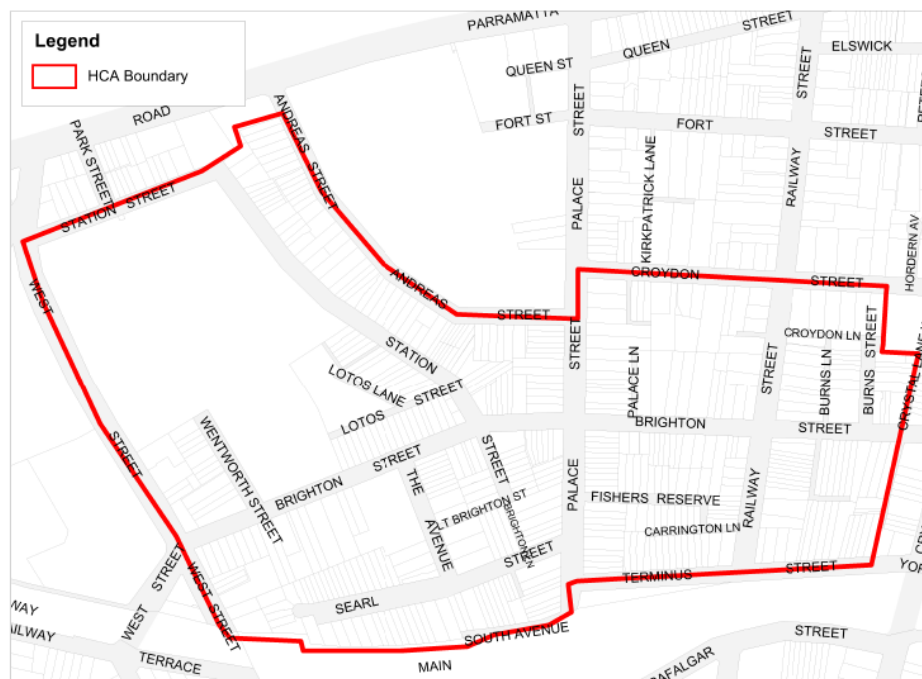 Legend
HCA Boundary
PARRAMATTA
ROAD
STREET
QUEEN
QUEEN ST
ELSWICK
STREET
PARK STREET
ANDREAS STREET
FORT ST
FORT
STREET
STREET
PALACE
KIRKPATRICK LANE
RAILWAY
HORDERN AV
STATION STREET
WEST
STREET
ANDREAS
STREET
CROYDON
STREET
STATION
STREET
LOTOS LANE
LOTOS STREET
STREET
PALACE LN
STREET
CROYDON LN
BURNS LN
BURNS STREET
CRYSTAL LANE
WENTWORTH STREET
BRIGHTON STREET
BRIGHTON
STREET
THE
AVENUE
LT BRIGHTON ST
BRIGHTON LN
PALACE
FISHERS RESERVE
CARRINGTON LN
RAILWAY
WEST STREET
WEST STREET
SEARL
STREET
TERMINUS
STREET
SOUTH AVENUE
MAIN
TERRACE
STREET